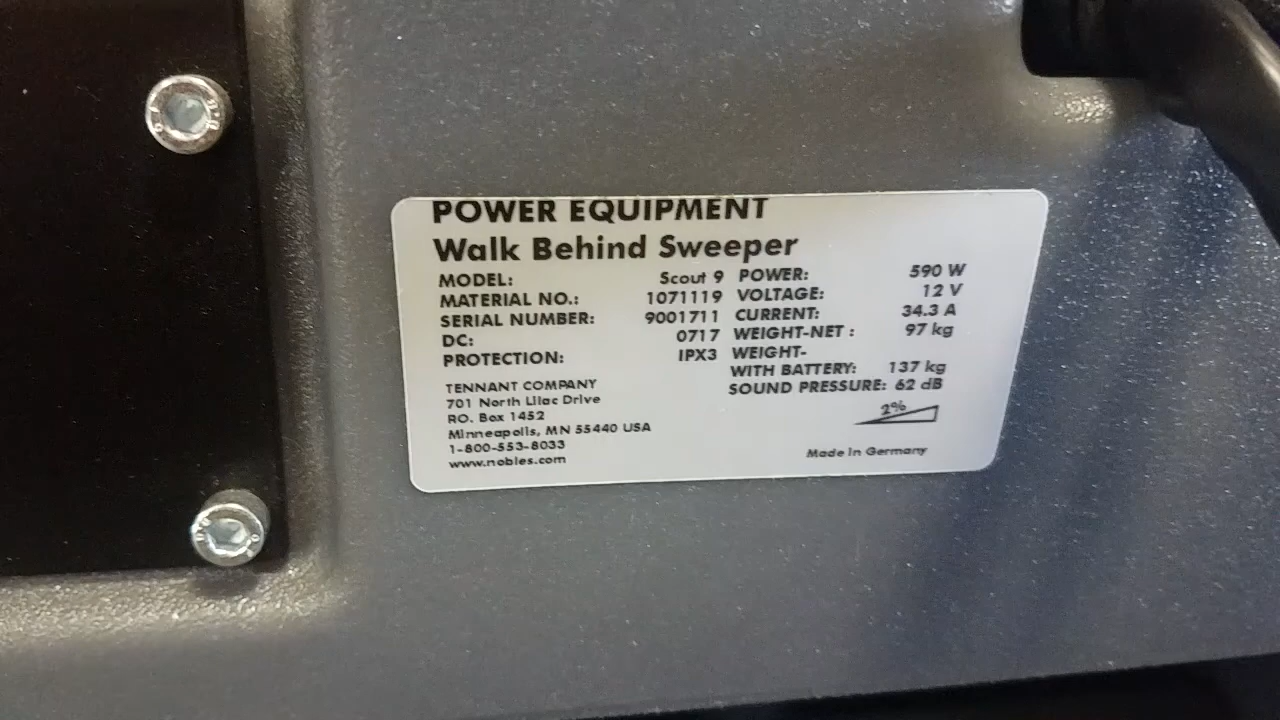 POWER EQUIPMENT
Walk Behind Sweeper
MODEL: Scout 9
MATERIAL NO.: 1071119
SERIAL NUMBER: 9001711
DC: 0717
PROTECTION: IPX3
POWER: 590 W
VOLTAGE: 12 V
CURRENT: 34.3 A
WEIGHT-NET : 97 kg
WEIGHT-
WITH BATTERY: 137 kg
SOUND PRESSURE: 62 dB
2%
TENNANT COMPANY
701 North Lilac Drive
P.O. Box 1452
Minneapolis, MN 55440 USA
1-800-553-8033
www.nobles.com
Made In Germany